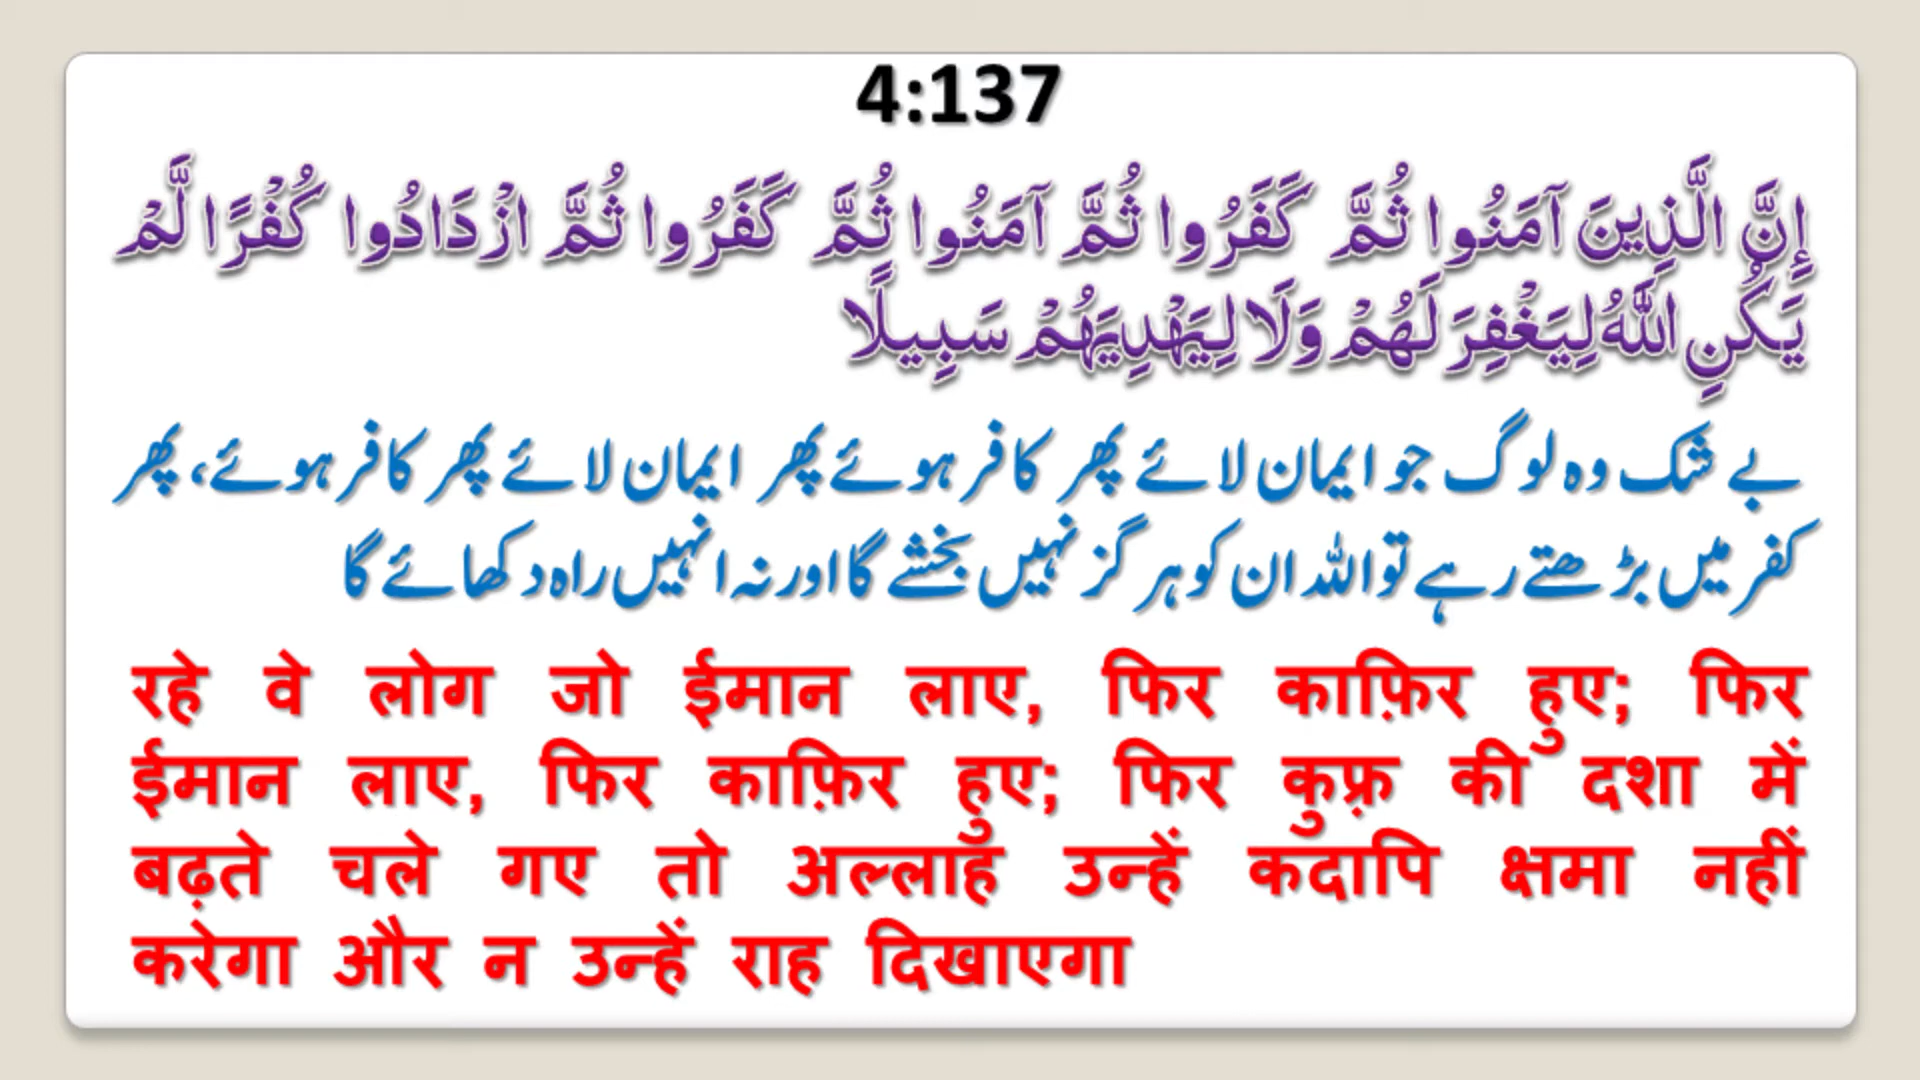 4:137
إِنَّ الَّذِينَ آمَنُوا ثُمَّ كَفَرُوا ثُمَّ آمَنُوا ثُمَّ كَفَرُوا ثُمَّ ازْدَادُوا كُفْرًا لَّمْ
يَكُنِ اللَّهُ لِيَغْفِرَ لَهُمْ وَلَا لِيَهْدِيَهُمْ سَبِيلًا
بے شک وہ لوگ جو ایمان لائے پھر کافر ہوئے پھر ایمان لائے پھر کافر ہوئے، پھر
کفر میں بڑھتے رہے تو اللہ ان کو ہرگز نہیں بخشے گا اور نہ انہیں راہ دکھائے گا
रहे वे लोग जो ईमान लाए, फिर काफ़िर हुए; फिर
ईमान लाए, फिर काफ़िर हुए; फिर कुफ़्र की दशा में
बढ़ते चले गए तो अल्लाह उन्हें कदापि क्षमा नहीं
करेगा और न उन्हें राह दिखाएगा